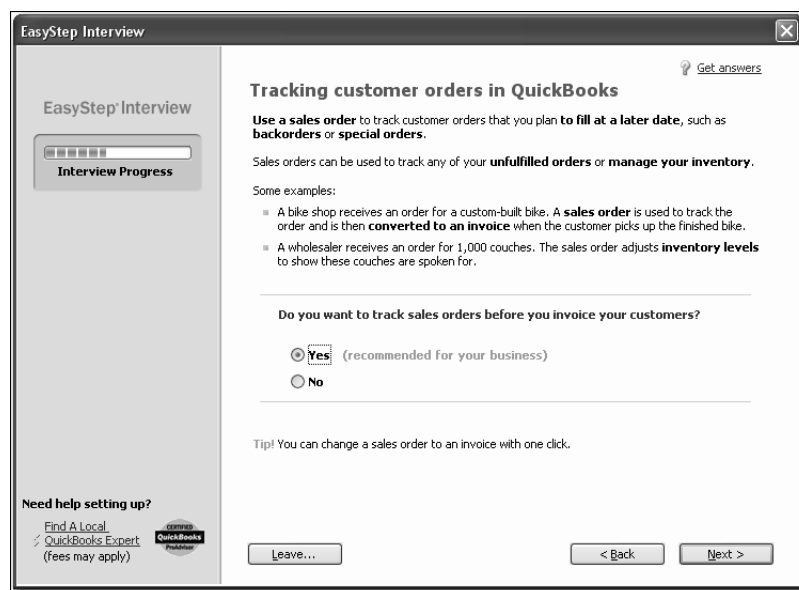 EasyStep Interview
Get answers
EasyStep Interview
Interview Progress
Tracking customer orders in QuickBooks
Use a sales order to track customer orders that you plan to fill at a later date, such as
backorders or special orders.
Sales orders can be used to track any of your unfulfilled orders or manage your inventory.
Some examples:
A bike shop receives an order for a custom-built bike. A sales order is used to track the
order and is then converted to an invoice when the customer picks up the finished bike.
A wholesaler receives an order for 1,000 couches. The sales order adjusts inventory levels
to show these couches are spoken for.
Do you want to track sales orders before you invoice your customers?
Yes (recommended for your business)
No
Tip! You can change a sales order to an invoice with one click.
Need help setting up?
Find A Local
QuickBooks Expert
(fees may apply)
CERTIFIED
QuickBooks
ProAdvisor
Leave...
< Back
Next >